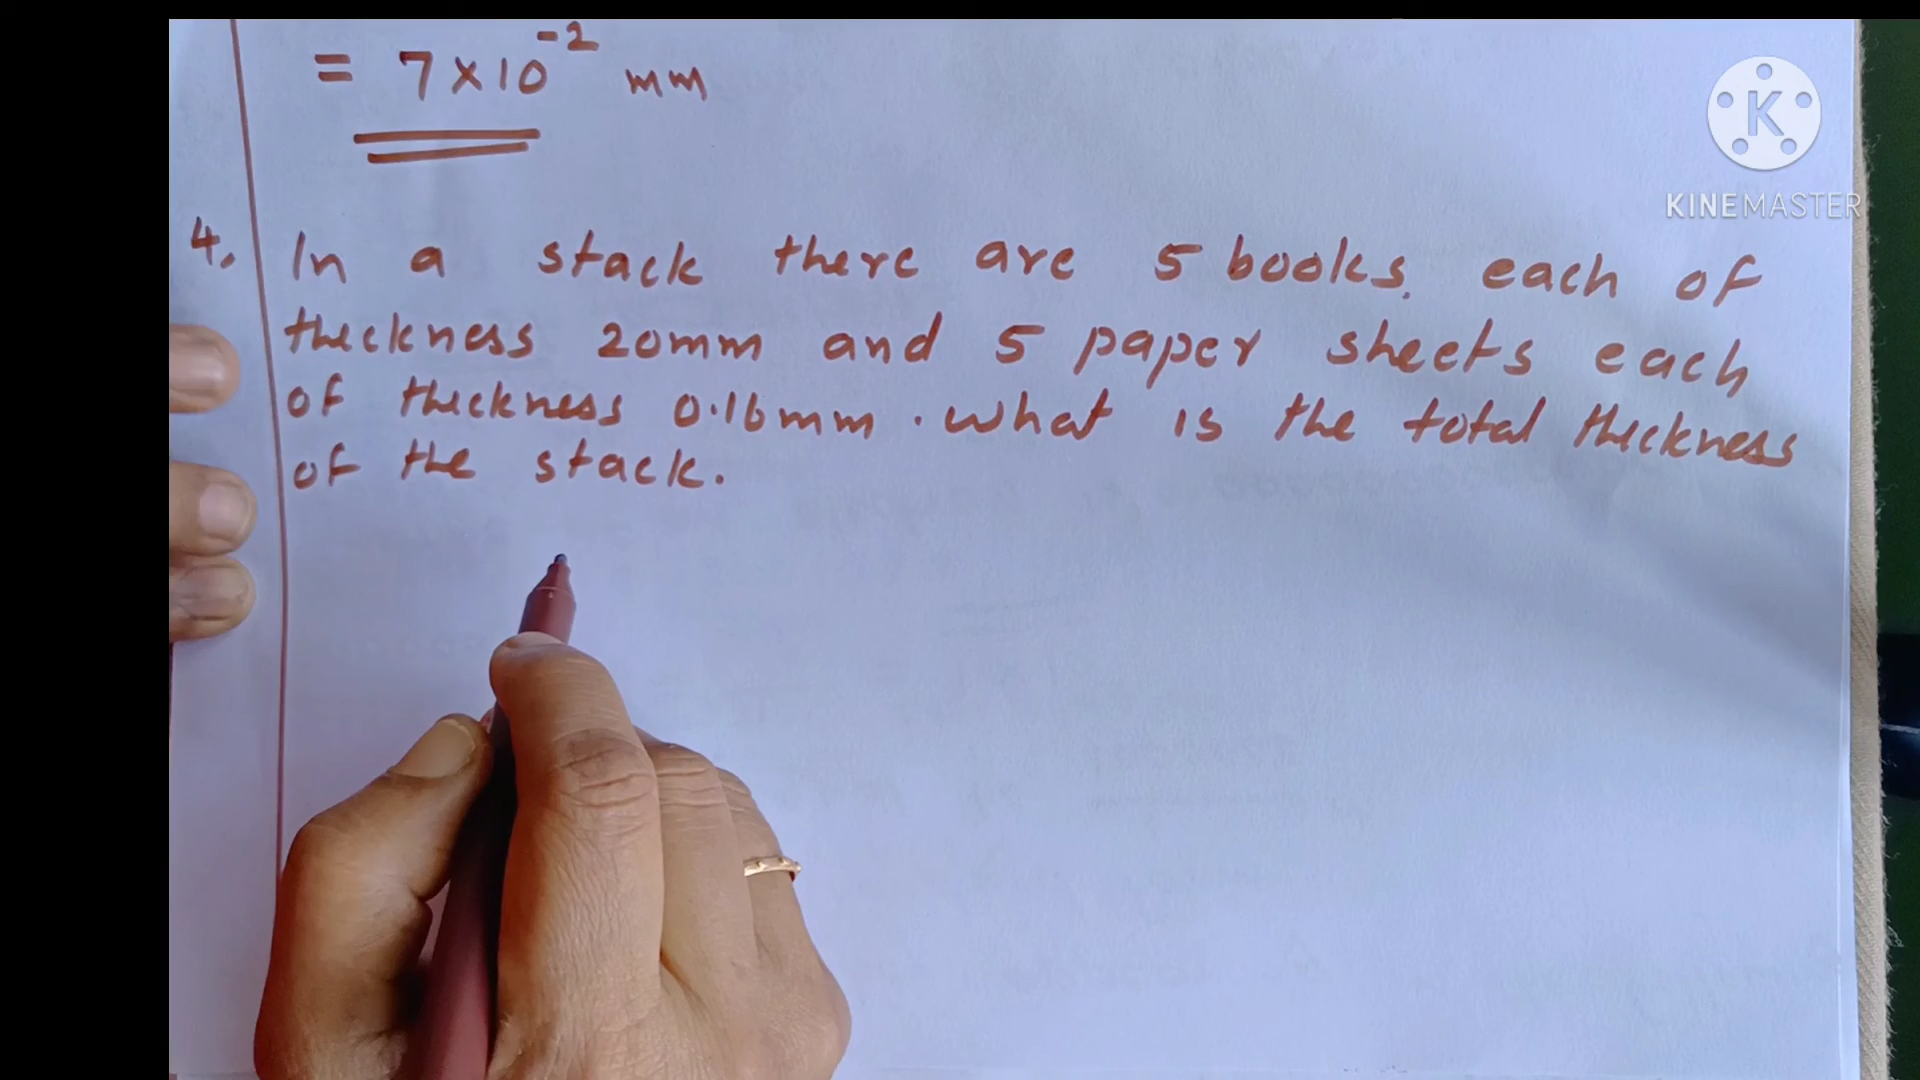 = 7×10⁻² mm
KINEMASTER
4. In a stack there are 5 books, each of
thickness 20mm and 5 paper sheets each
of thickness 0.16mm. What is the total thickness
of the stack.